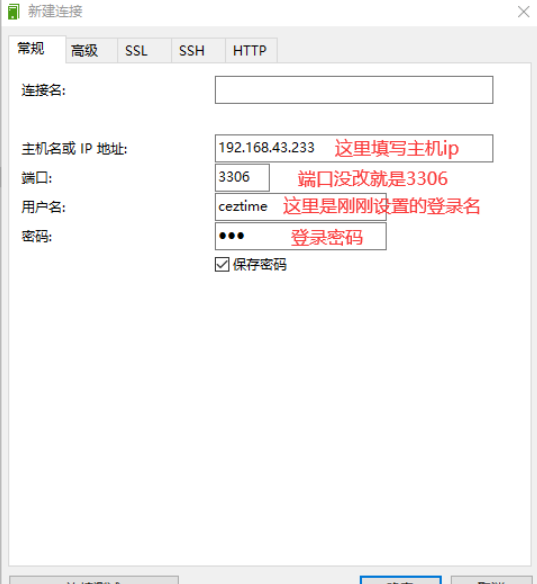 新建连接
常规 高级 SSL SSH HTTP
连接名:
主机名或 IP 地址: 192.168.43.233 这里填写主机ip
端口: 3306 端口没改就是3306
用户名: ceztime 这里是刚刚设置的登录名
密码: ●●● 登录密码
保存密码